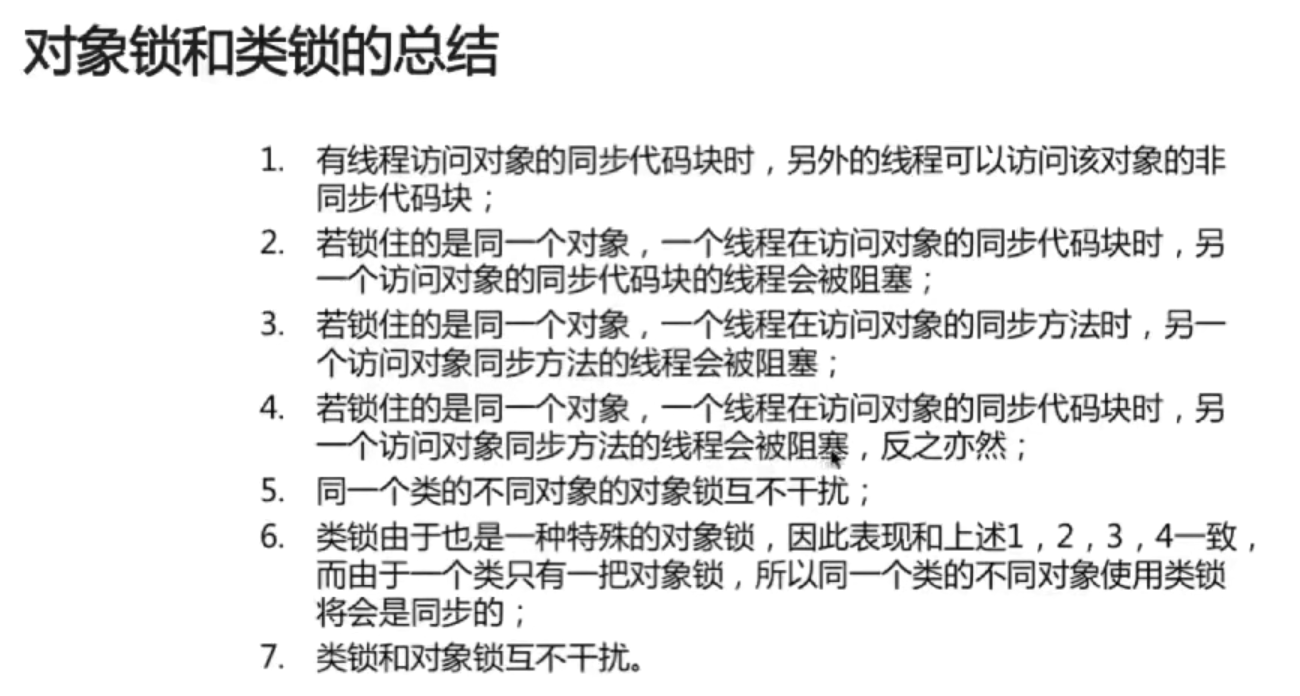 对象锁和类锁的总结
1. 有线程访问对象的同步代码块时，另外的线程可以访问该对象的非
同步代码块；
2. 若锁住的是同一个对象，一个线程在访问对象的同步代码块时，另
一个访问对象的同步代码块的线程会被阻塞；
3. 若锁住的是同一个对象，一个线程在访问对象的同步方法时，另一
个访问对象同步方法的线程会被阻塞；
4. 若锁住的是同一个对象，一个线程在访问对象的同步代码块时，另
一个访问对象同步方法的线程会被阻塞，反之亦然；
5. 同一个类的不同对象的对象锁互不干扰；
6. 类锁由于也是一种特殊的对象锁，因此表现和上述1，2，3，4一致，
而由于一个类只有一把对象锁，所以同一个类的不同对象使用类锁
将会是同步的；
7. 类锁和对象锁互不干扰。